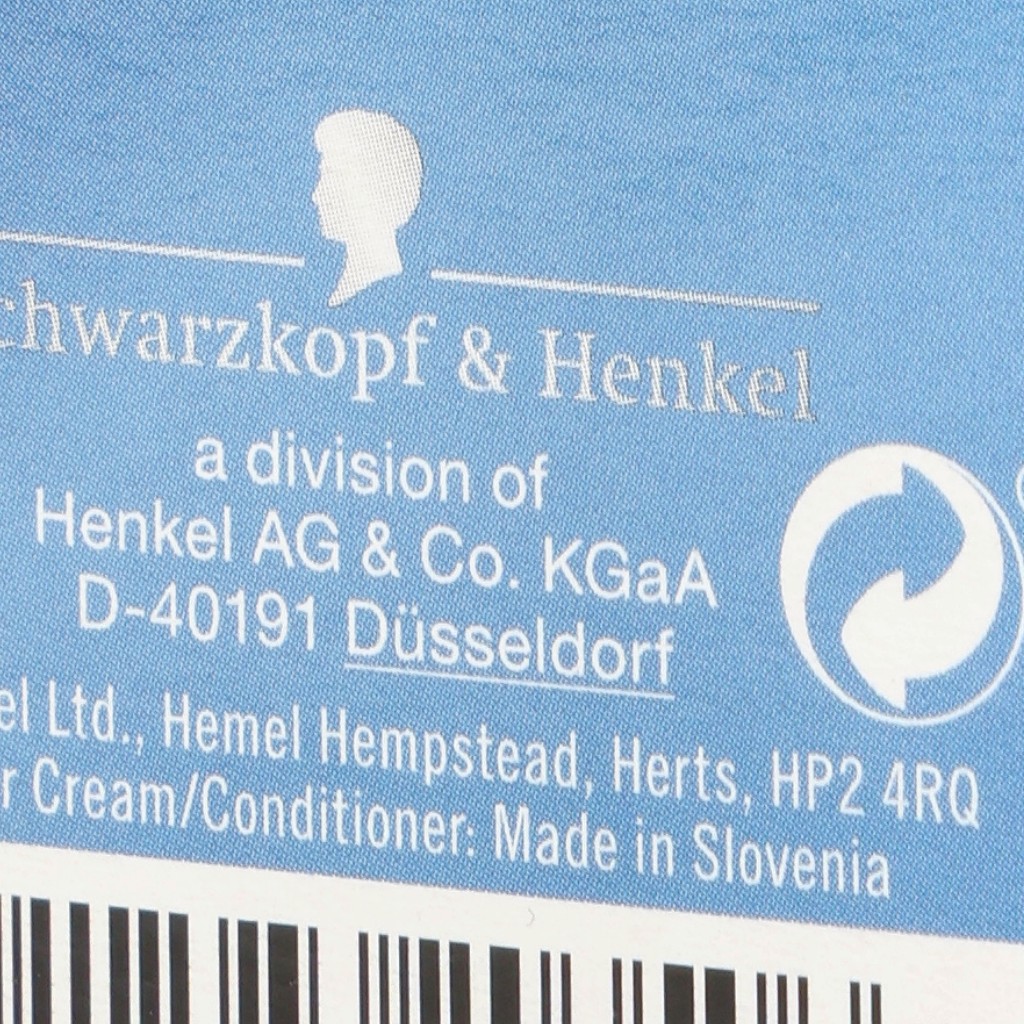 chwarzkopf & Henkel
a division of
Henkel AG & Co. KGaA
D-40191 Düsseldorf
el Ltd., Hemel Hempstead, Herts, HP2 4RQ
r Cream/Conditioner: Made in Slovenia